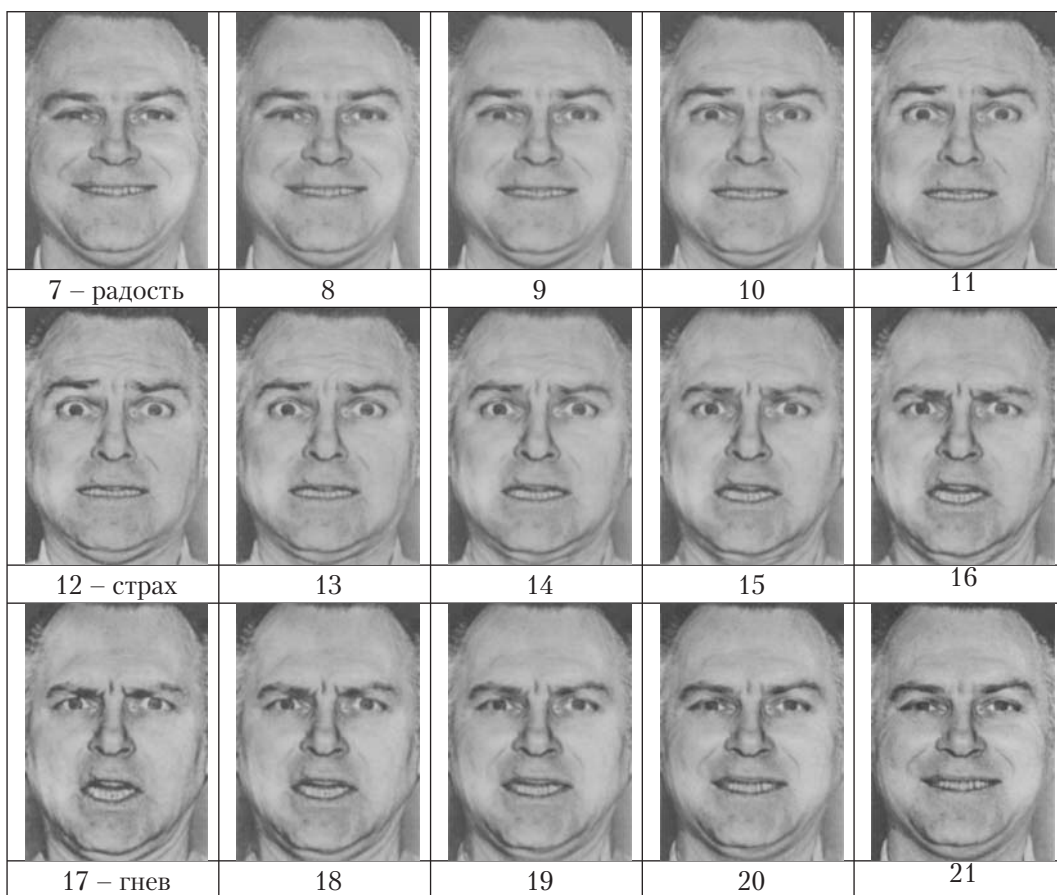 7 – радость 8 9 10 11
12 – страх 13 14 15 16
17 – гнев 18 19 20 21